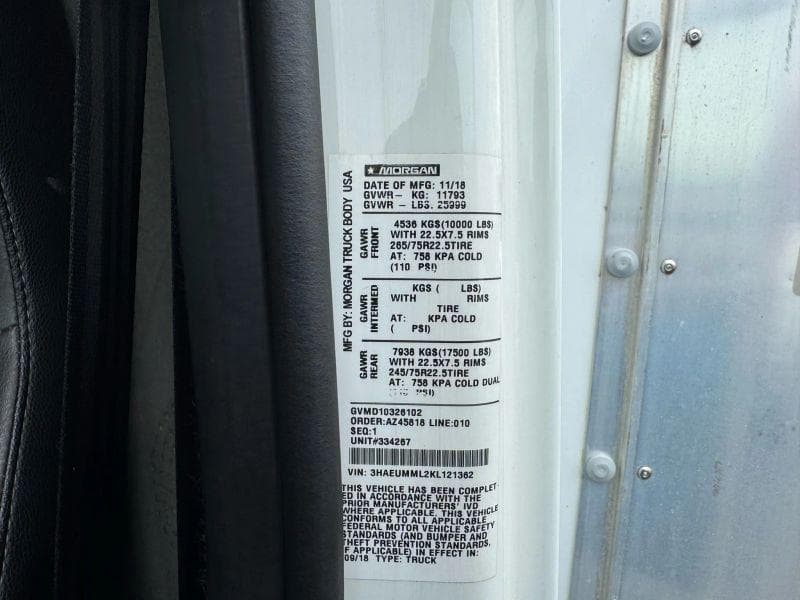 MORGAN
DATE OF MFG: 11/18
GVWR- KG: 11793
GVWR - LBS. 25999
MFG BY: MORGAN TRUCK BODY USA
GAWR FRONT
4536 KGS(10000 LBS)
WITH 22.5X7.5 RIMS
265/75R22.5TIRE
AT: 758 KPA COLD
(110 PSI)
GAWR INTERMED
KGS ( LBS)
WITH RIMS
TIRE
AT: KPA COLD
( PSI)
GAWR REAR
7938 KGS(17500 LBS)
WITH 22.5X7.5 RIMS
245/75R22.5TIRE
AT: 758 KPA COLD DUAL
(110 PSI)
GVMD10326102
ORDER:AZ45818 LINE:010
SEQ:1
UNIT#334267
VIN: 3HAEUMML2KL121362
THIS VEHICLE HAS BEEN COMPLET-
ED IN ACCORDANCE WITH THE
PRIOR MANUFACTURERS' IVD
WHERE APPLICABLE. THIS VEHICLE
CONFORMS TO ALL APPLICABLE
FEDERAL MOTOR VEHICLE SAFETY
STANDARDS (AND BUMPER AND
THEFT PREVENTION STANDARDS,
IF APPLICABLE) IN EFFECT IN:
09/18 TYPE: TRUCK